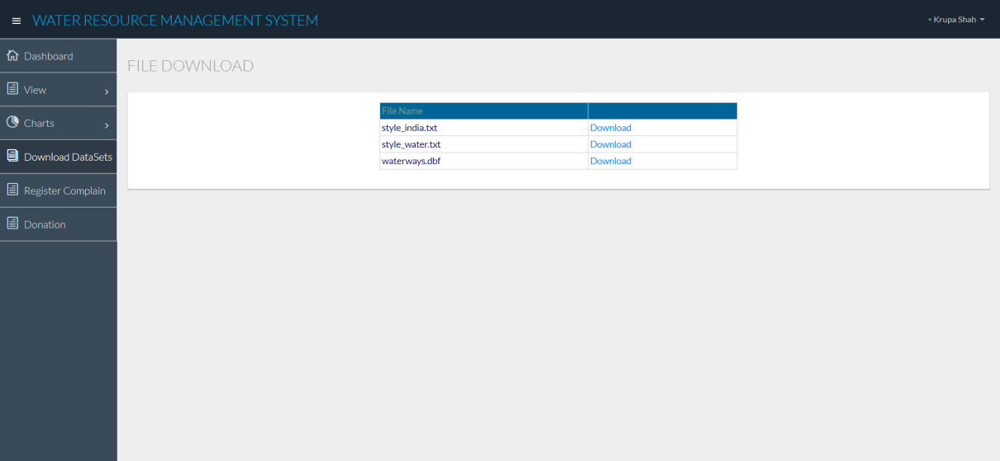 WATER RESOURCE MANAGEMENT SYSTEM
Krupa Shah
Dashboard
View
Charts
Download DataSets
Register Complain
Donation
FILE DOWNLOAD
File Name
style_india.txt Download
style_water.txt Download
waterways.dbf Download